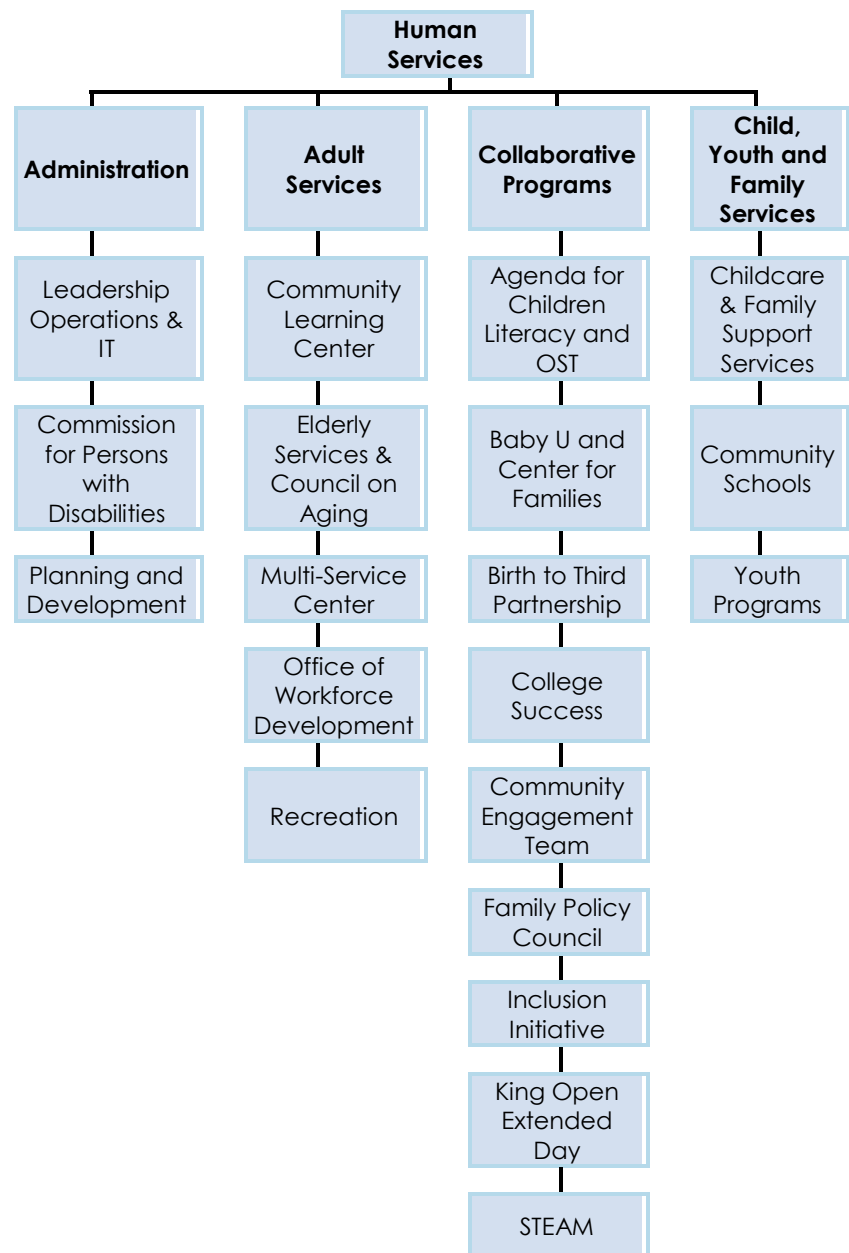 Human
Services
Administration
Adult
Services
Collaborative
Programs
Child,
Youth and
Family
Services
Leadership
Operations &
IT
Commission
for Persons
with
Disabilities
Planning and
Development
Community
Learning
Center
Elderly
Services &
Council on
Aging
Multi-Service
Center
Office of
Workforce
Development
Recreation
Agenda for
Children
Literacy and
OST
Baby U and
Center for
Families
Birth to Third
Partnership
College
Success
Community
Engagement
Team
Family Policy
Council
Inclusion
Initiative
King Open
Extended
Day
STEAM
Childcare
& Family
Support
Services
Community
Schools
Youth
Programs